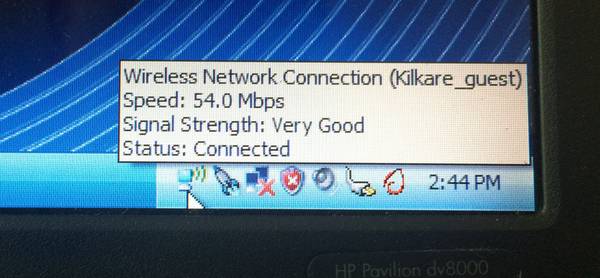 Wireless Network Connection (Kilkare_guest)
Speed: 54.0 Mbps
Signal Strength: Very Good
Status: Connected
2:44 PM
HP Pavilion dv8000